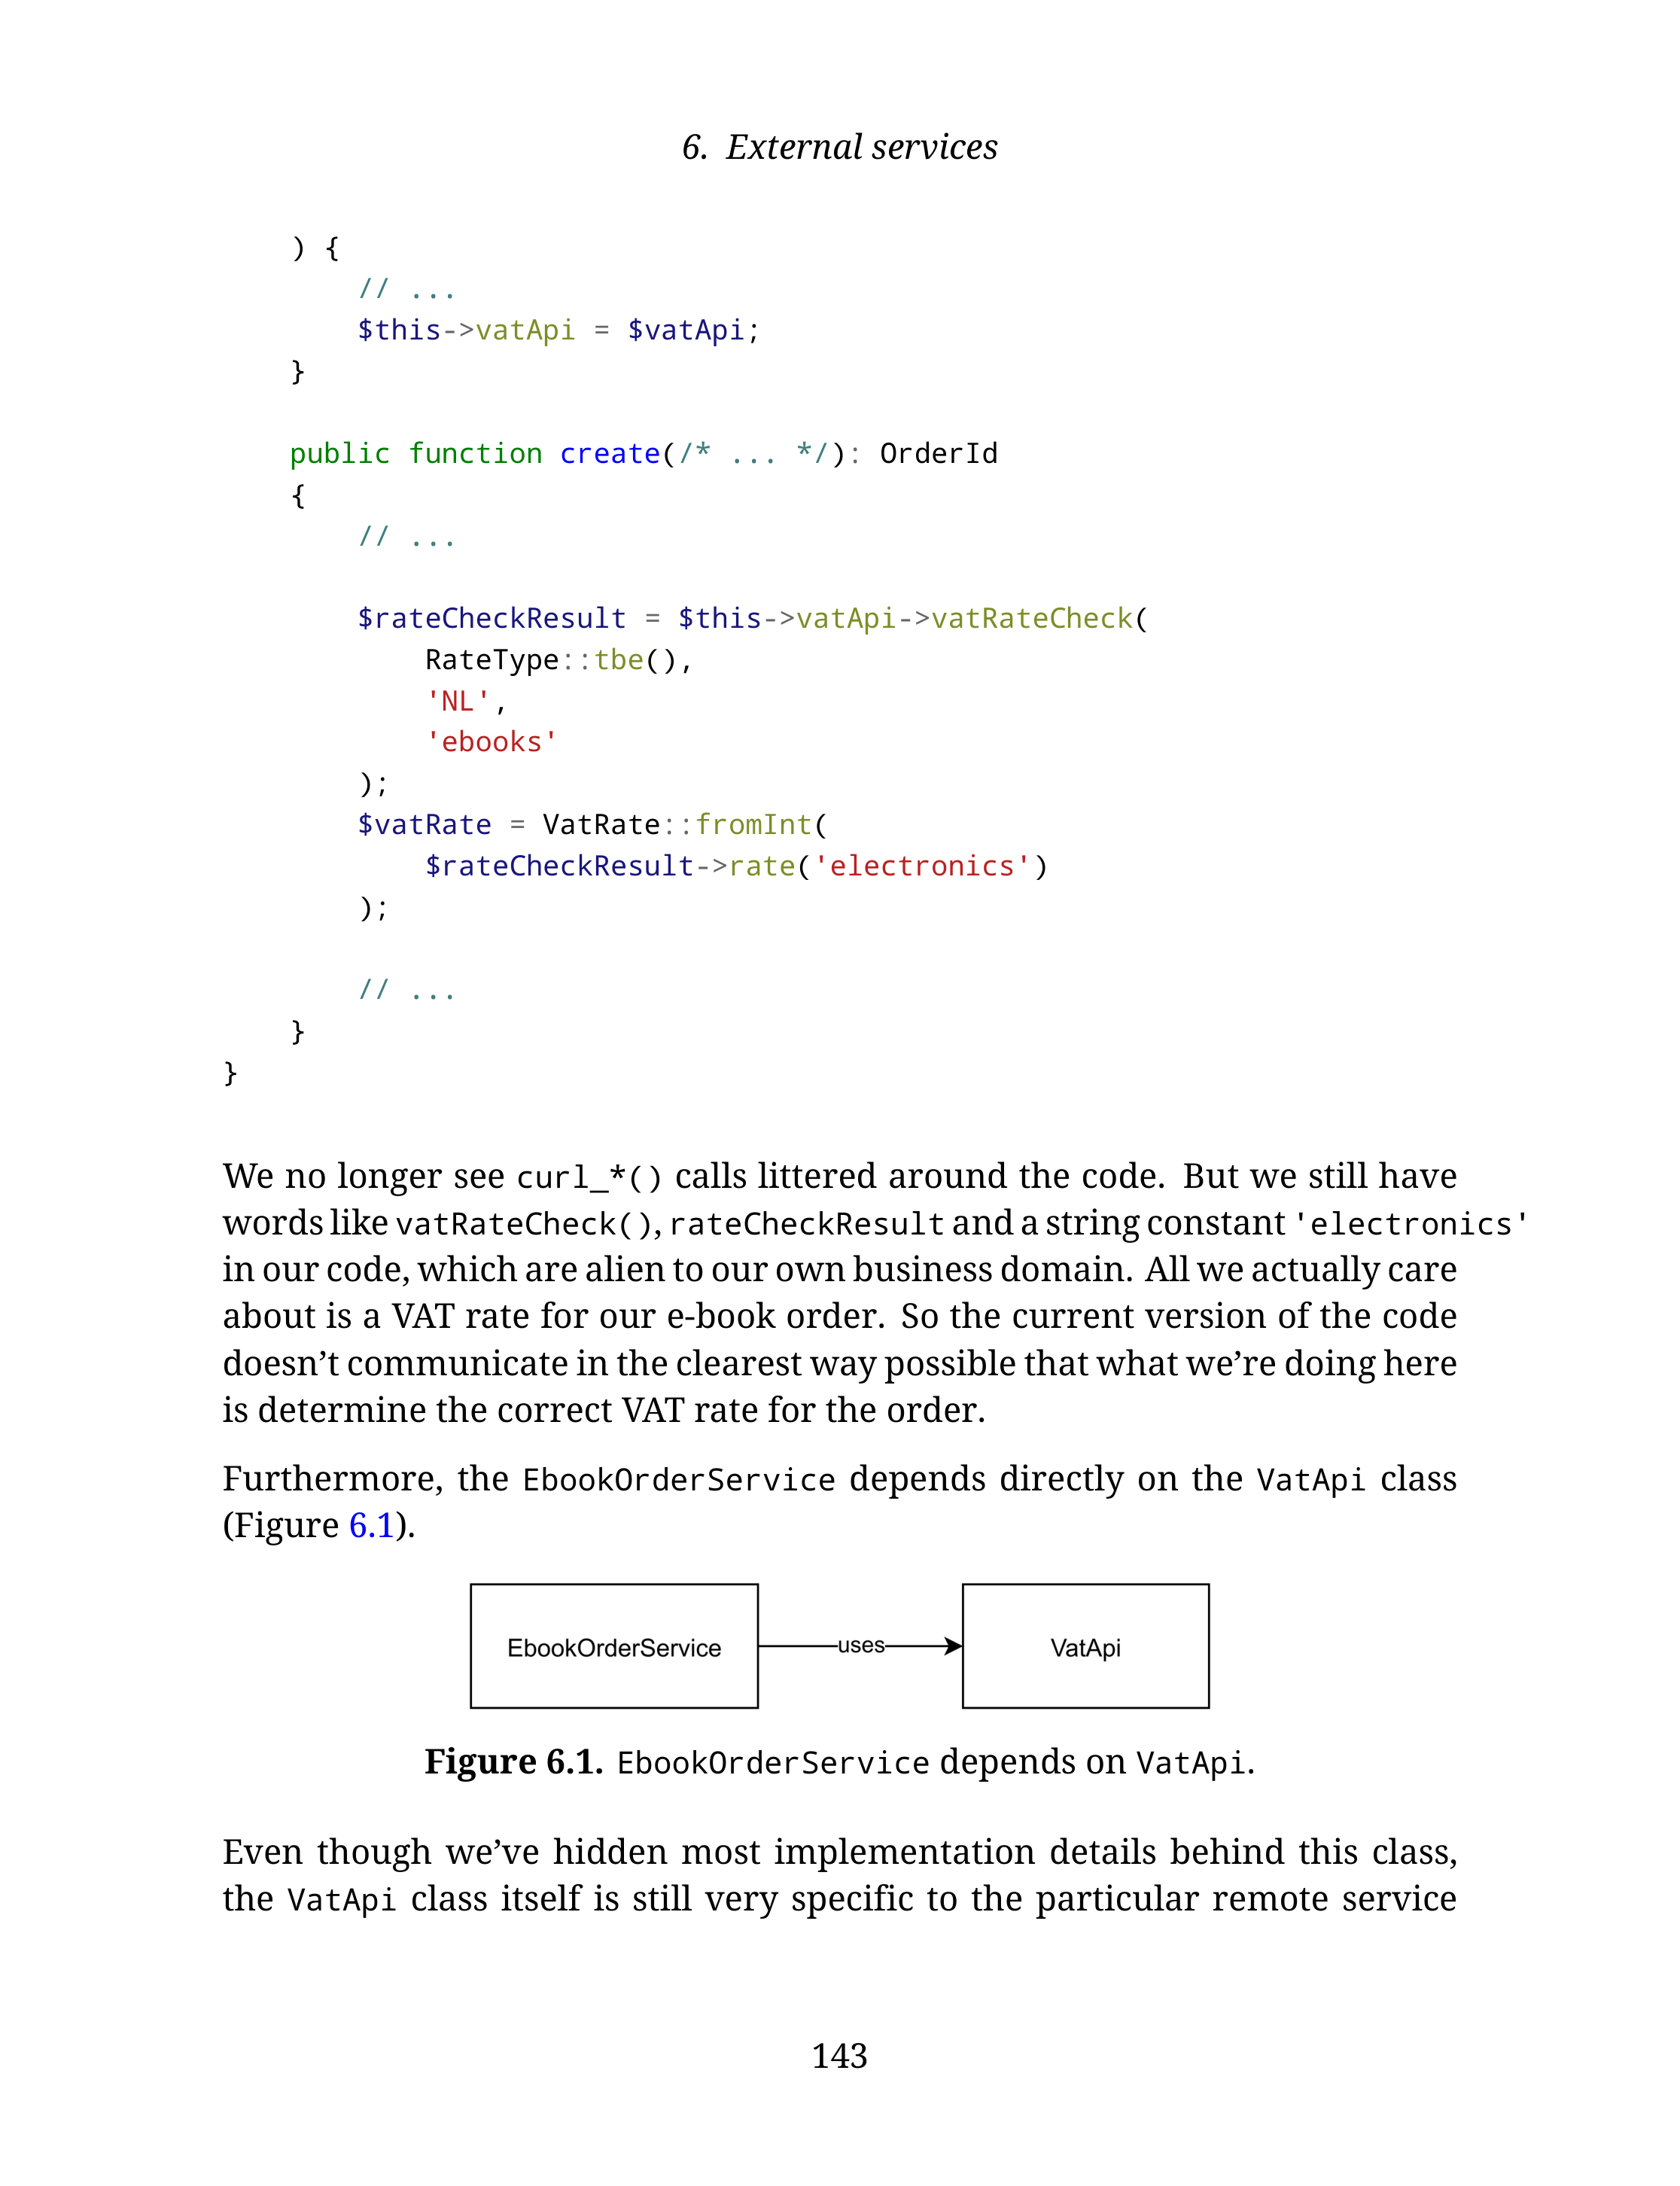 6. External services
) {
// ...
$this->vatApi = $vatApi;
}
public function create(/* ... */): OrderId
{
// ...
$rateCheckResult = $this->vatApi->vatRateCheck(
RateType::tbe(),
'NL',
'ebooks'
);
$vatRate = VatRate::fromInt(
$rateCheckResult->rate('electronics')
);
// ...
}
}
We no longer see curl_*() calls littered around the code. But we still have
words like vatRateCheck(), rateCheckResult and a string constant 'electronics'
in our code, which are alien to our own business domain. All we actually care
about is a VAT rate for our e-book order. So the current version of the code
doesn’t communicate in the clearest way possible that what we’re doing here
is determine the correct VAT rate for the order.
Furthermore, the EbookOrderService depends directly on the VatApi class
(Figure 6.1).
EbookOrderService uses VatApi
Figure 6.1. EbookOrderService depends on VatApi.
Even though we’ve hidden most implementation details behind this class,
the VatApi class itself is still very specific to the particular remote service
143